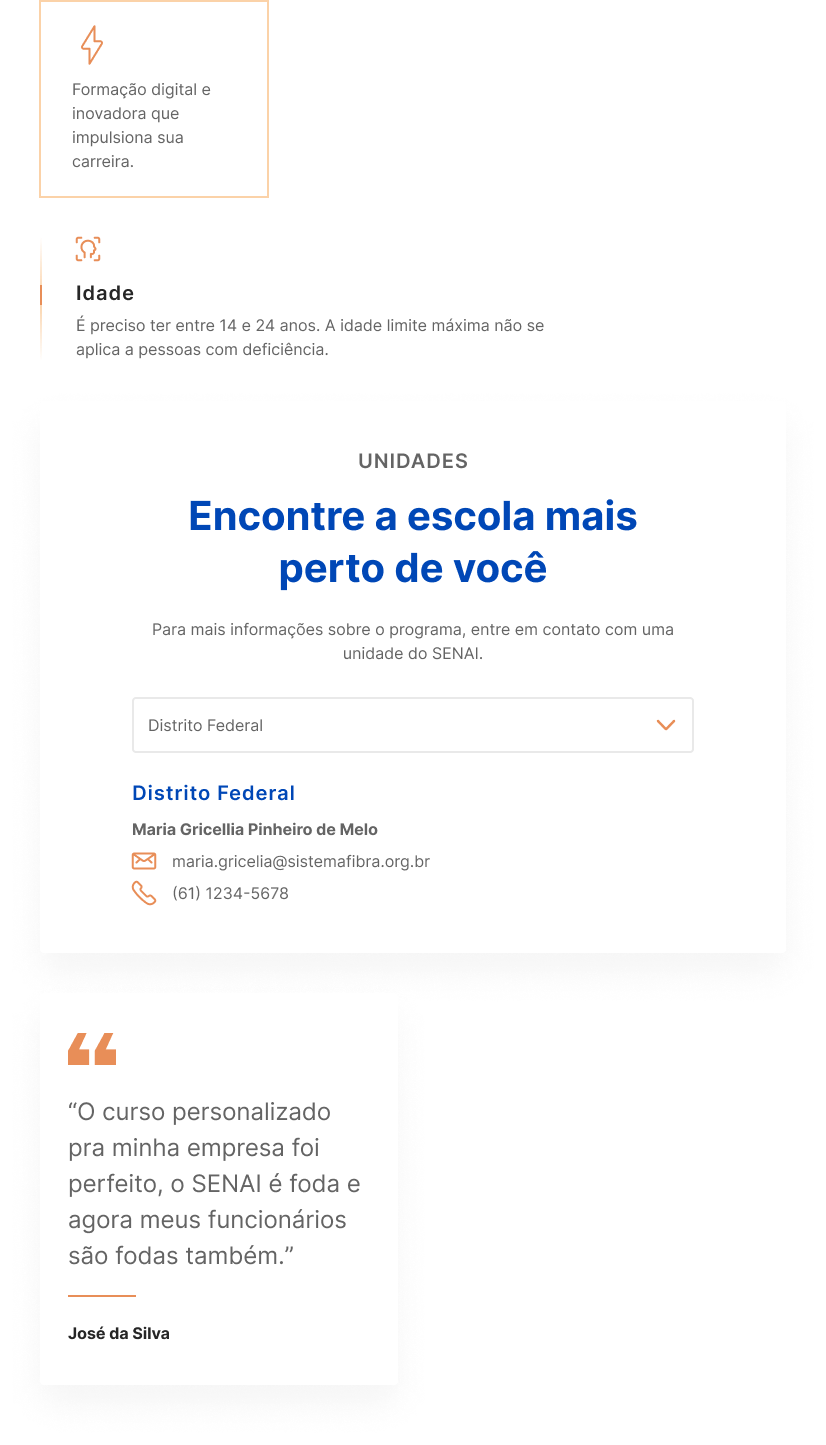 Formação digital e
inovadora que
impulsiona sua
carreira.
Idade
É preciso ter entre 14 e 24 anos. A idade limite máxima não se
aplica a pessoas com deficiência.
UNIDADES
Encontre a escola mais
perto de você
Para mais informações sobre o programa, entre em contato com uma
unidade do SENAI.
Distrito Federal
Distrito Federal
Maria Gricellia Pinheiro de Melo
maria.gricelia@sistemafibra.org.br
(61) 1234-5678
“O curso personalizado
pra minha empresa foi
perfeito, o SENAI é foda e
agora meus funcionários
são fodas também.”
José da Silva